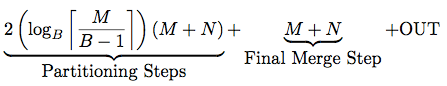 2 ( log_B ⌈ M / (B − 1) ⌉ ) (M + N) + M + N +OUT
Partitioning Steps Final Merge Step